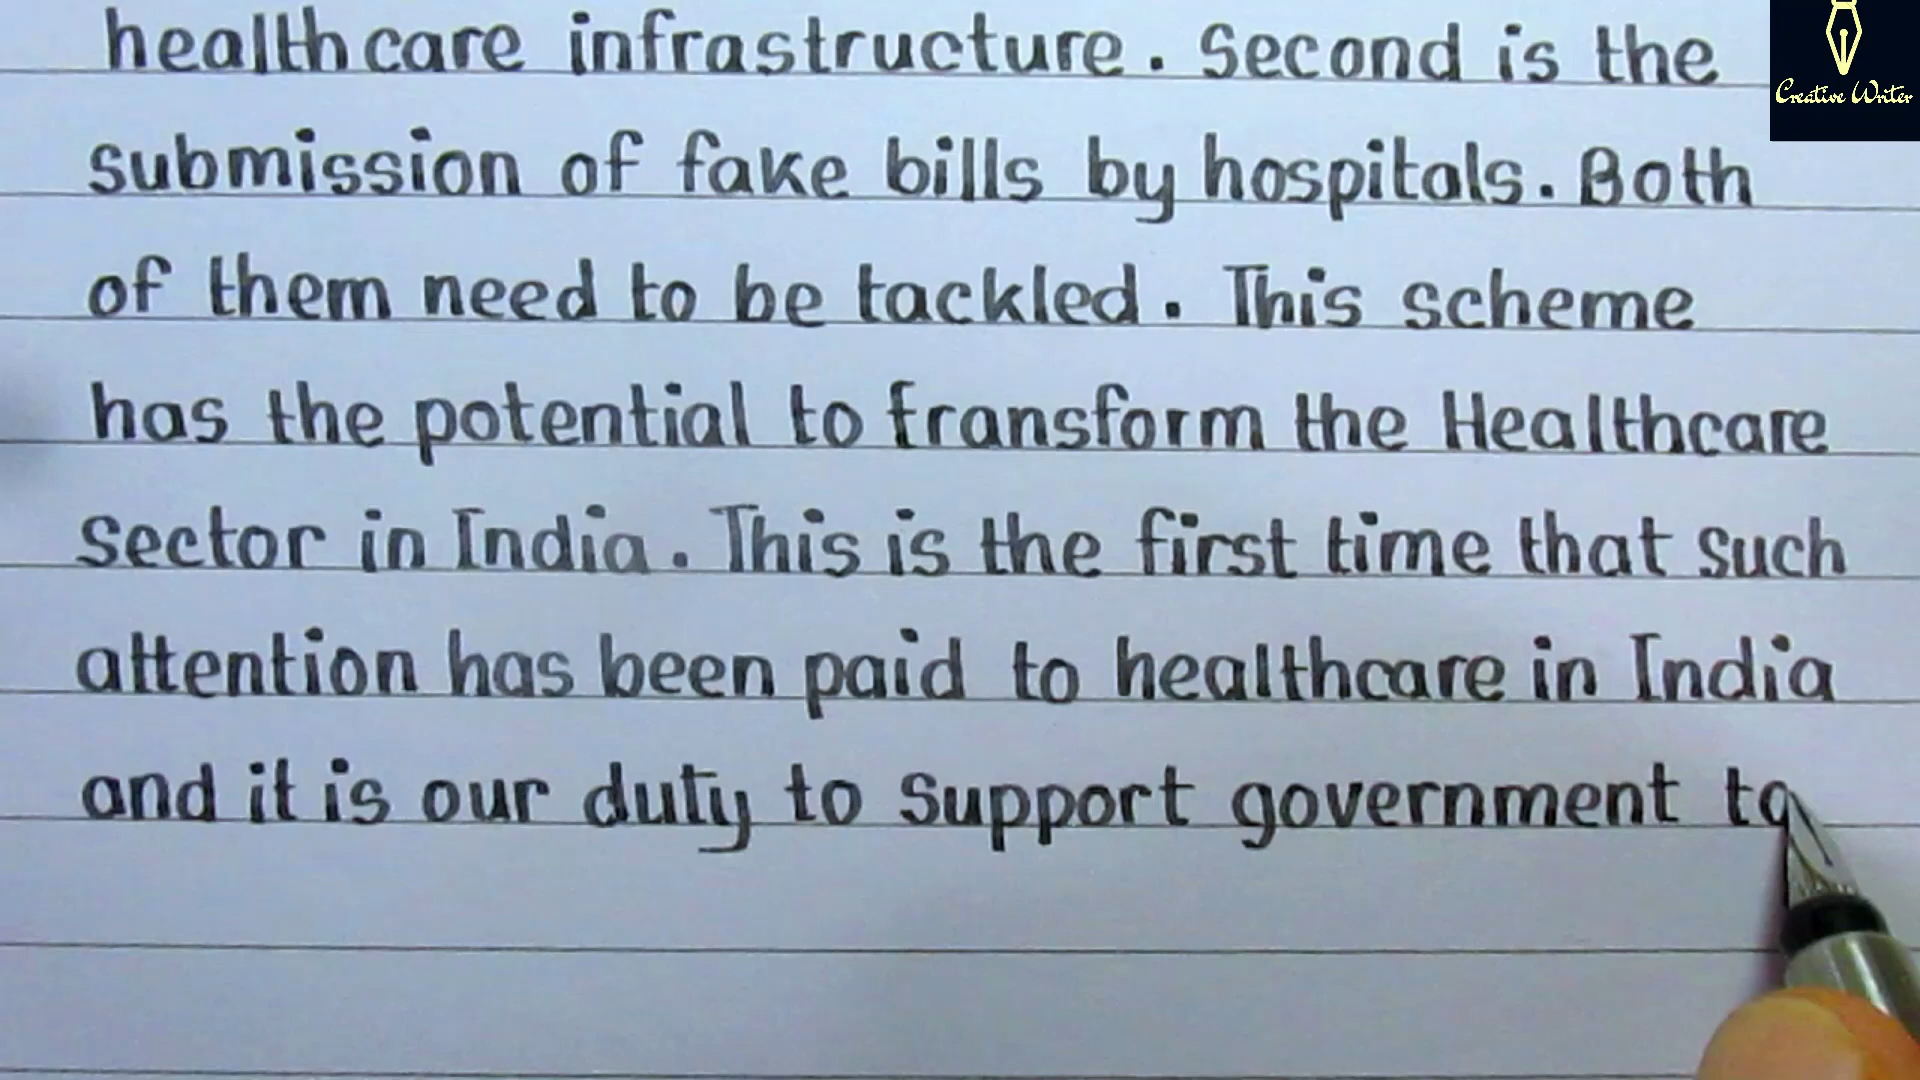 healthcare infrastructure. Second is the
submission of fake bills by hospitals. Both
of them need to be tackled. This scheme
has the potential to transform the Healthcare
Sector in India. This is the first time that such
attention has been paid to healthcare in India
and it is our duty to support government to
Creative Writer